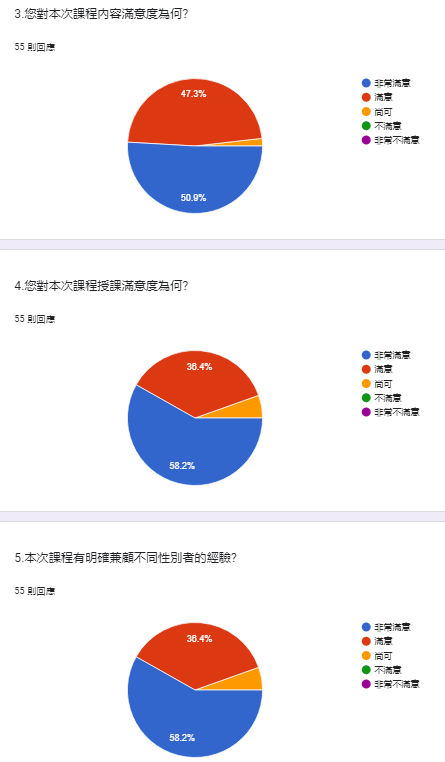 3.您對本次課程內容滿意度為何?
55 則回應
47.3%
50.9%
非常滿意
滿意
尚可
不滿意
非常不滿意
4.您對本次課程授課滿意度為何?
55 則回應
36.4%
58.2%
非常滿意
滿意
尚可
不滿意
非常不滿意
5.本次課程有明確兼顧不同性別者的經驗?
55 則回應
36.4%
58.2%
非常滿意
滿意
尚可
不滿意
非常不滿意